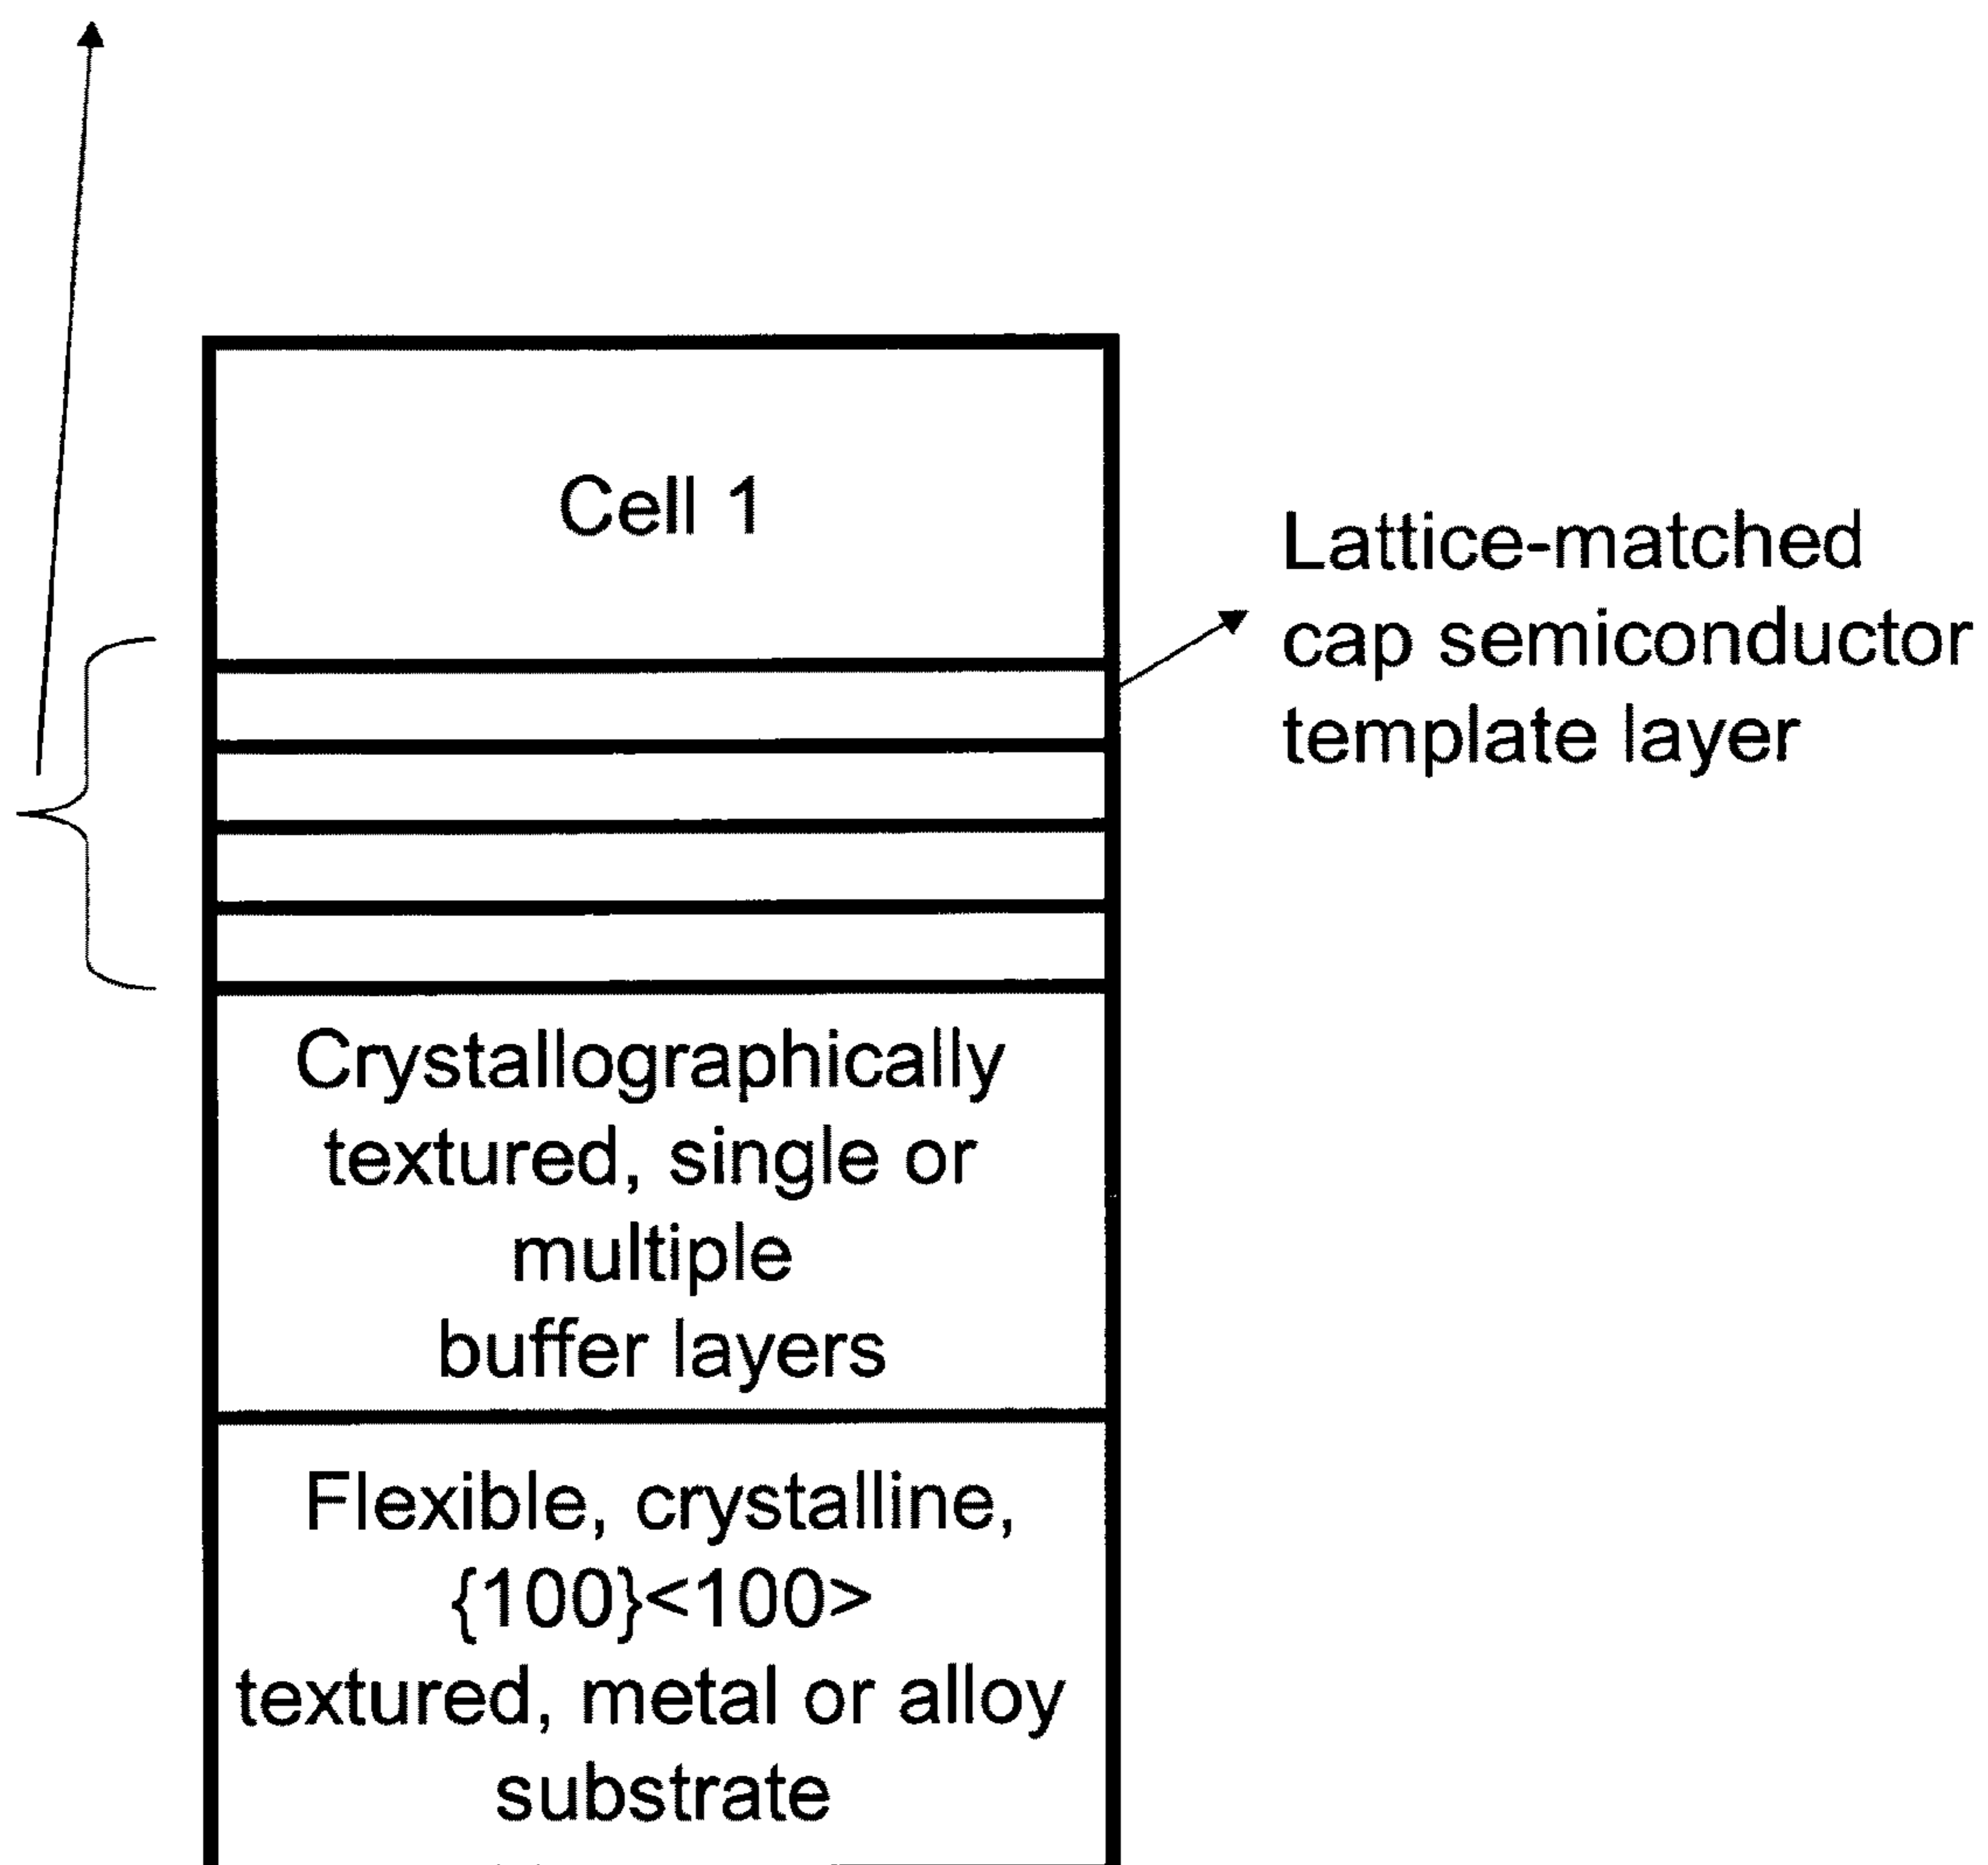 Cell 1
Lattice-matched
cap semiconductor
template layer
Crystallographically
textured, single or
multiple
buffer layers
Flexible, crystalline,
{100}<100>
textured, metal or alloy
substrate